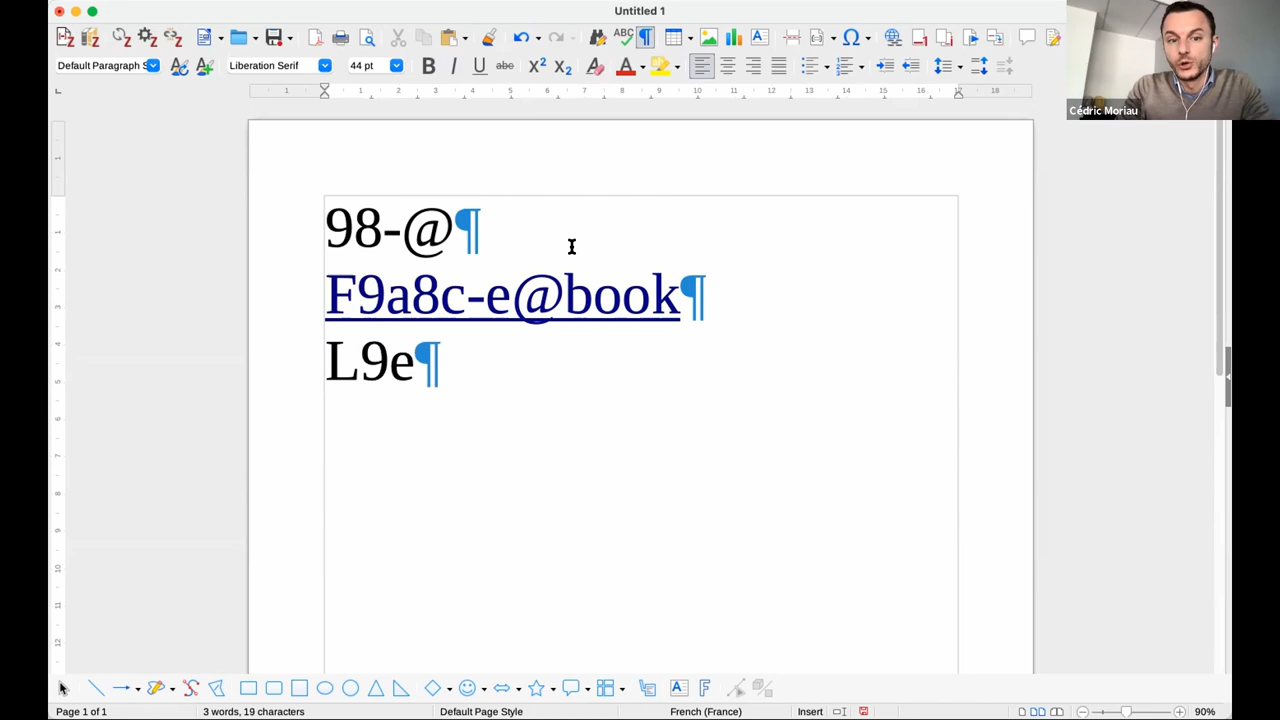 Untitled 1
Default Paragraph S
Liberation Serif
44 pt
Cédric Moriau
98-@¶
F9a8c-e@book¶
L9e¶
Page 1 of 1
3 words, 19 characters
Default Page Style
French (France)
Insert
90%